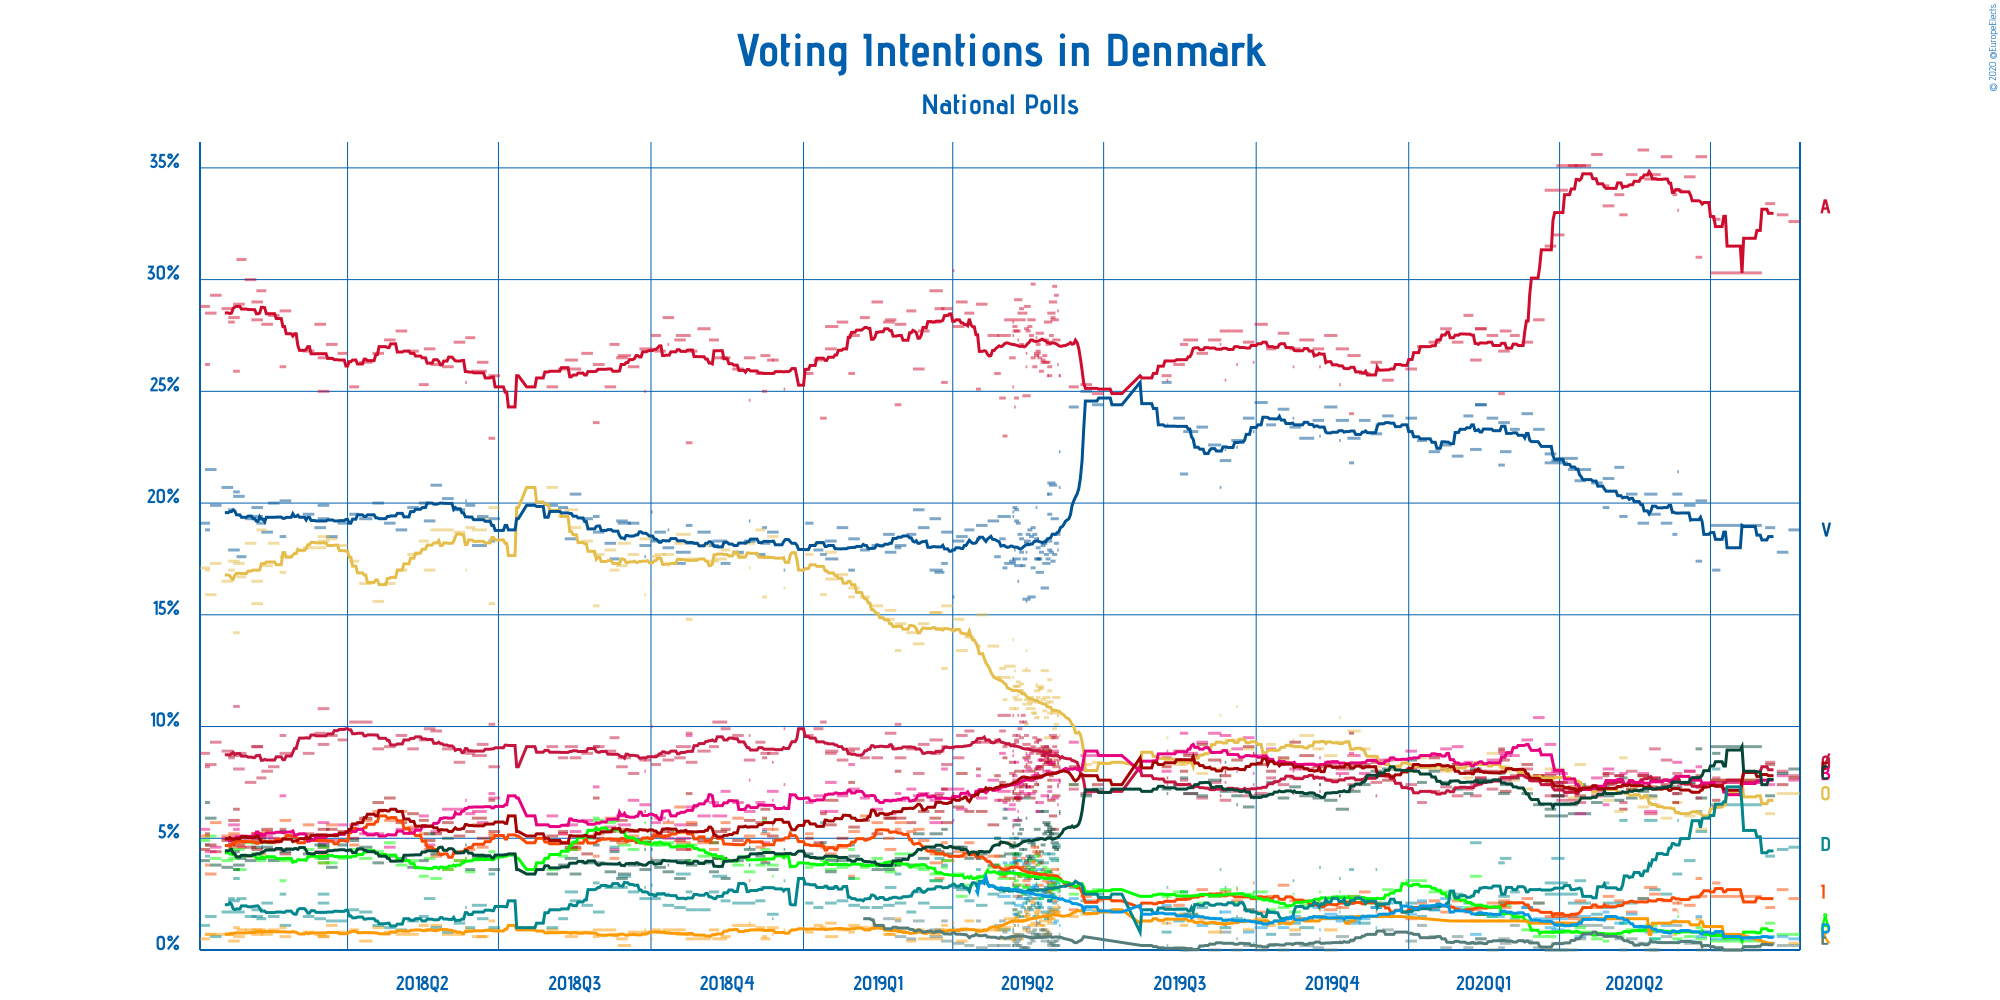 © 2020 @EuropeElects
Voting Intentions in Denmark
National Polls
35%
30%
25%
20%
15%
10%
5%
0%
A
V
O
D
I
2018Q2 2018Q3 2018Q4 2019Q1 2019Q2 2019Q3 2019Q4 2020Q1 2020Q2